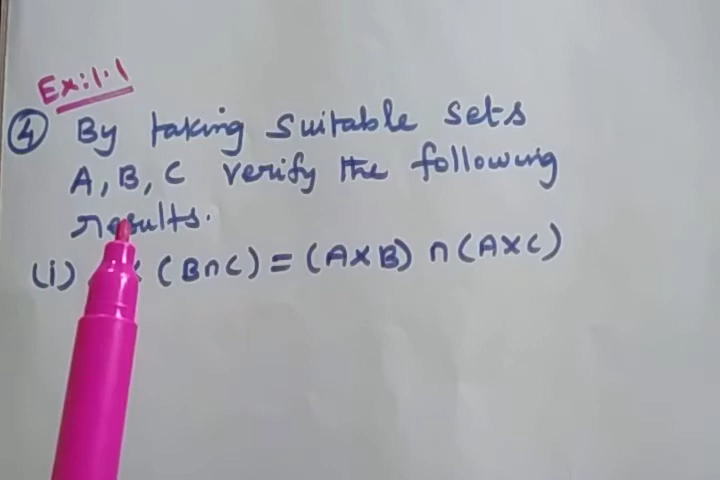 Ex:1.1
④ By taking suitable sets
A, B, C verify the following
results.
(i) × (B∩C) = (A×B) ∩ (A×C)